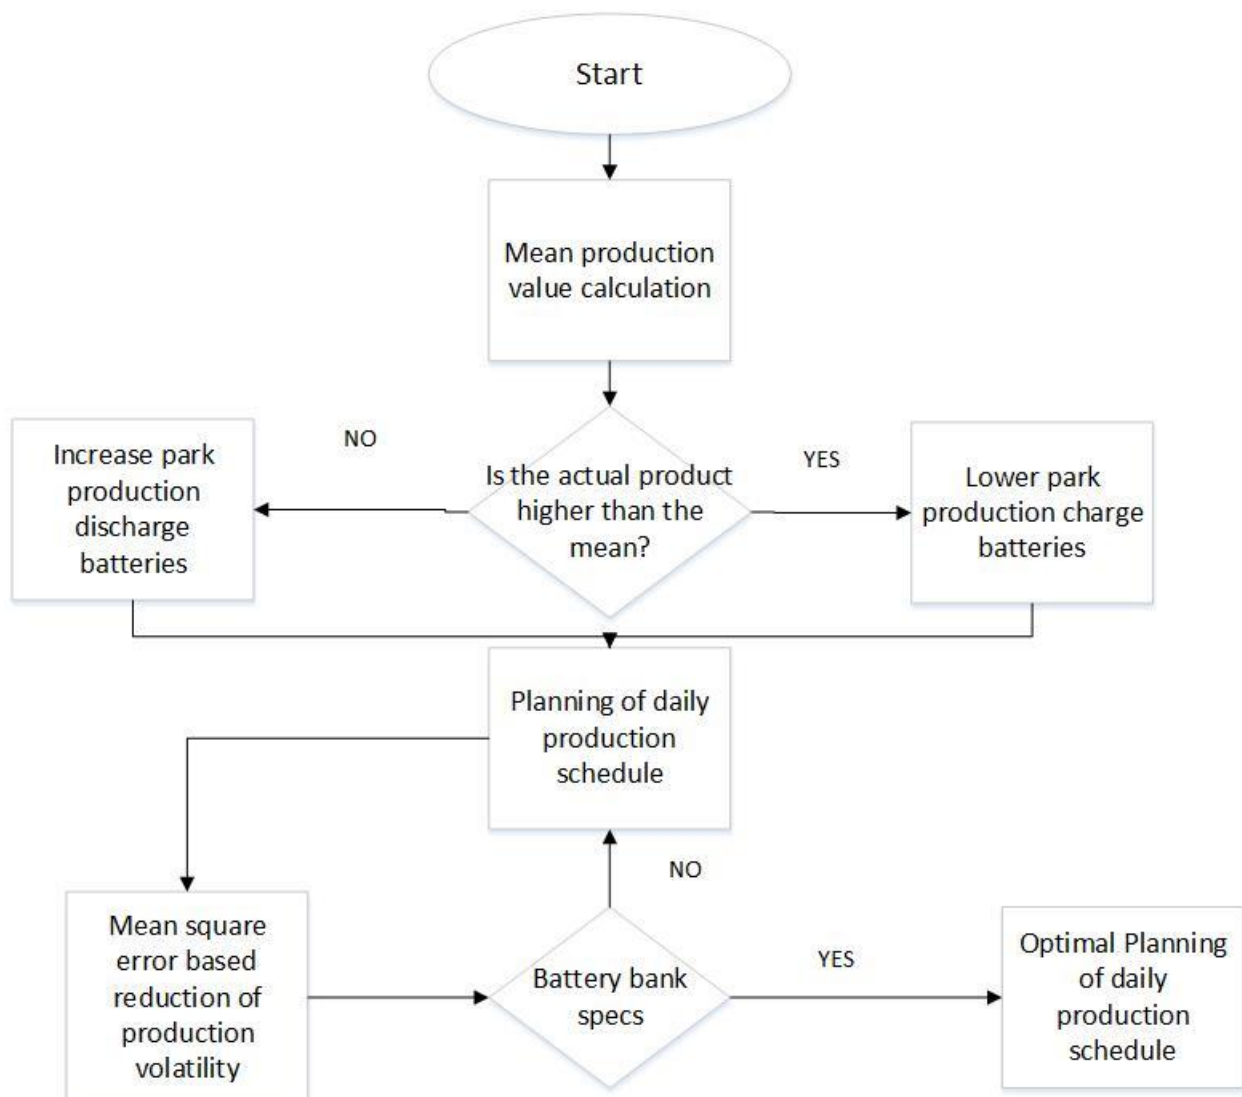 Start
Mean production
value calculation
NO
YES
Increase park
production
discharge
batteries
Is the actual product
higher than the
mean?
Lower park
production charge
batteries
Planning of daily
production
schedule
NO
Mean square
error based
reduction of
production
volatility
Battery bank
specs
YES
Optimal Planning
of daily
production
schedule